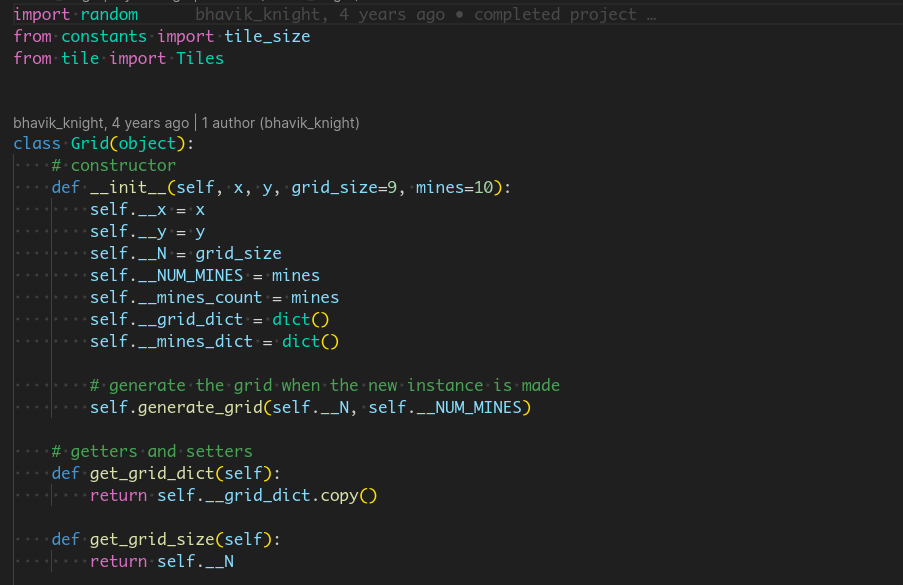 import random bhavik_knight, 4 years ago • completed project …
from constants import tile_size
from tile import Tiles
bhavik_knight, 4 years ago | 1 author (bhavik_knight)
class Grid(object):
    # constructor
    def __init__(self, x, y, grid_size=9, mines=10):
        self.__x = x
        self.__y = y
        self.__N = grid_size
        self.__NUM_MINES = mines
        self.__mines_count = mines
        self.__grid_dict = dict()
        self.__mines_dict = dict()
        # generate the grid when the new instance is made
        self.generate_grid(self.__N, self.__NUM_MINES)
    # getters and setters
    def get_grid_dict(self):
        return self.__grid_dict.copy()
    def get_grid_size(self):
        return self.__N